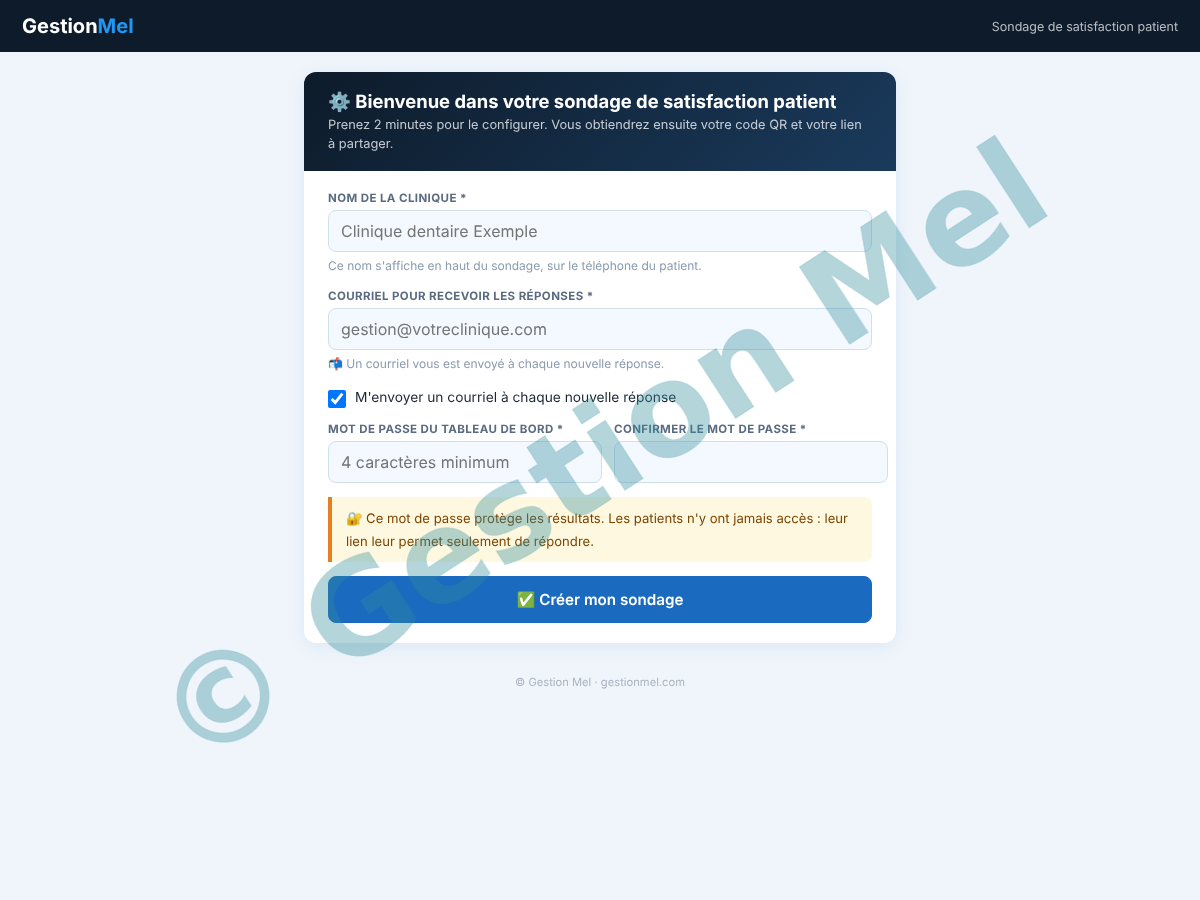 GestionMel
Sondage de satisfaction patient
⚙️ Bienvenue dans votre sondage de satisfaction patient
Prenez 2 minutes pour le configurer. Vous obtiendrez ensuite votre code QR et votre lien
à partager.
NOM DE LA CLINIQUE *
Clinique dentaire Exemple
Ce nom s'affiche en haut du sondage, sur le téléphone du patient.
COURRIEL POUR RECEVOIR LES RÉPONSES *
gestion@votreclinique.com
📬 Un courriel vous est envoyé à chaque nouvelle réponse.
M'envoyer un courriel à chaque nouvelle réponse
MOT DE PASSE DU TABLEAU DE BORD * CONFIRMER LE MOT DE PASSE *
4 caractères minimum
🔐 Ce mot de passe protège les résultats. Les patients n'y ont jamais accès : leur
lien leur permet seulement de répondre.
✅ Créer mon sondage
© Gestion Mel · gestionmel.com
© Gestion Mel